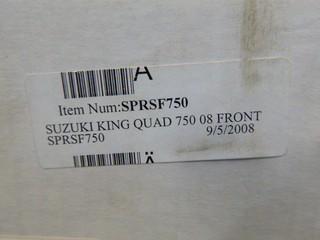 A
Item Num:SPRSF750
SUZUKI KING QUAD 750 08 FRONT
SPRSF750 9/5/2008
Ä